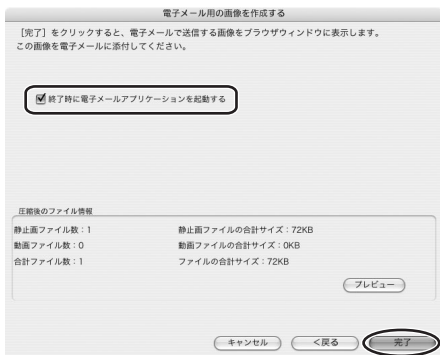 電子メール用の画像を作成する
[完了] をクリックすると、電子メールで送信する画像をブラウザウィンドウに表示します。
この画像を電子メールに添付してください。
終了時に電子メールアプリケーションを起動する
圧縮後のファイル情報
静止画ファイル数：1 静止画ファイルの合計サイズ：72KB
動画ファイル数：0 動画ファイルの合計サイズ：0KB
合計ファイル数：1 ファイルの合計サイズ：72KB
プレビュー
キャンセル <戻る 完了